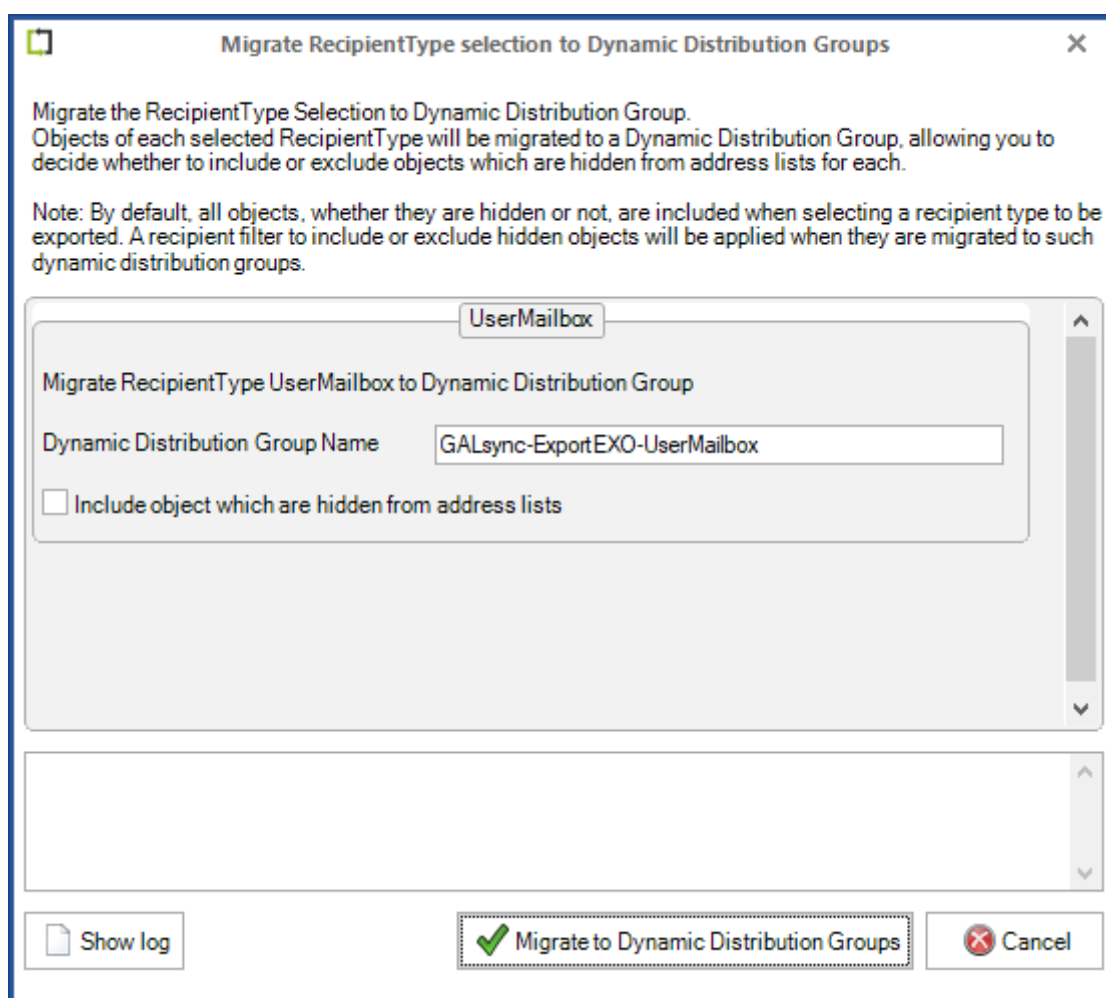 Migrate RecipientType selection to Dynamic Distribution Groups
Migrate the RecipientType Selection to Dynamic Distribution Group.
Objects of each selected RecipientType will be migrated to a Dynamic Distribution Group, allowing you to
decide whether to include or exclude objects which are hidden from address lists for each.
Note: By default, all objects, whether they are hidden or not, are included when selecting a recipient type to be
exported. A recipient filter to include or exclude hidden objects will be applied when they are migrated to such
dynamic distribution groups.
UserMailbox
Migrate RecipientType UserMailbox to Dynamic Distribution Group
Dynamic Distribution Group Name GALsync-ExportEXO-UserMailbox
Include object which are hidden from address lists
Show log Migrate to Dynamic Distribution Groups Cancel